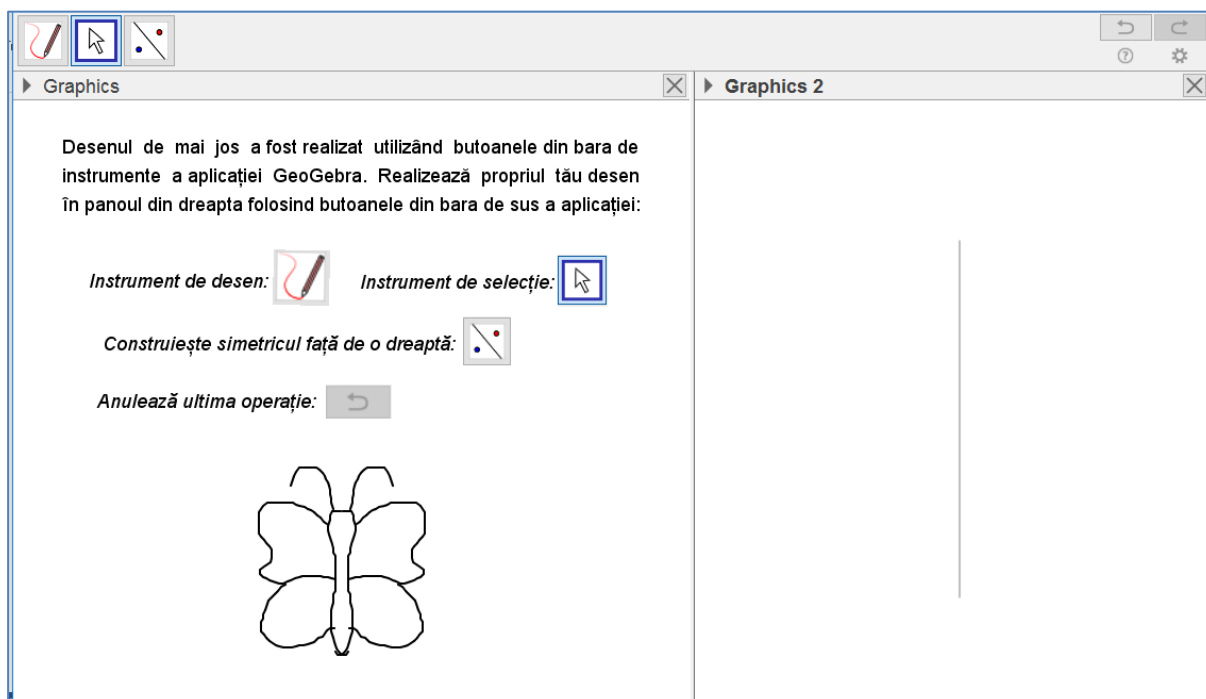 Graphics
Graphics 2
Desenul de mai jos a fost realizat utilizând butoanele din bara de
instrumente a aplicației GeoGebra. Realizează propriul tău desen
în panoul din dreapta folosind butoanele din bara de sus a aplicației:
Instrument de desen:
Instrument de selecție:
Construiește simetricul față de o dreaptă:
Anulează ultima operație: